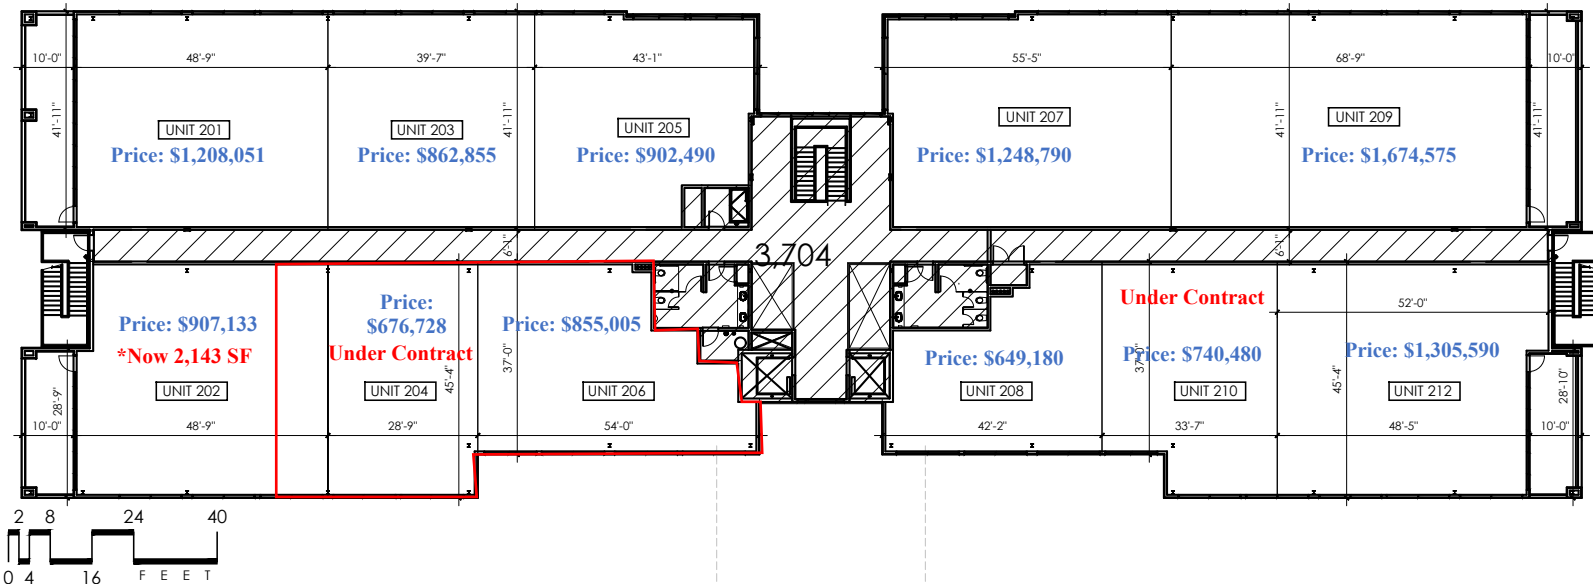 10'-0"
48'-9"
39'-7"
43'-1"
55'-5"
68'-9"
10'-0"
41'-11"
41'-11"
41'-11"
41'-11"
UNIT 201
UNIT 203
UNIT 205
UNIT 207
UNIT 209
Price: $1,208,051
Price: $862,855
Price: $902,490
Price: $1,248,790
Price: $1,674,575
6'-1"
3,704
6'-1"
Price: $907,133
*Now 2,143 SF
UNIT 202
Price:
$676,728
Under Contract
UNIT 204
45'-4"
Price: $855,005
37'-0"
UNIT 206
Price: $649,180
UNIT 208
Under Contract
Price: $740,480
37'-0"
UNIT 210
52'-0"
Price: $1,305,590
45'-4"
UNIT 212
28'-9"
28'-10"
10'-0"
48'-9"
28'-9"
54'-0"
42'-2"
33'-7"
48'-5"
10'-0"
2 8 24 40
0 4 16 FEET